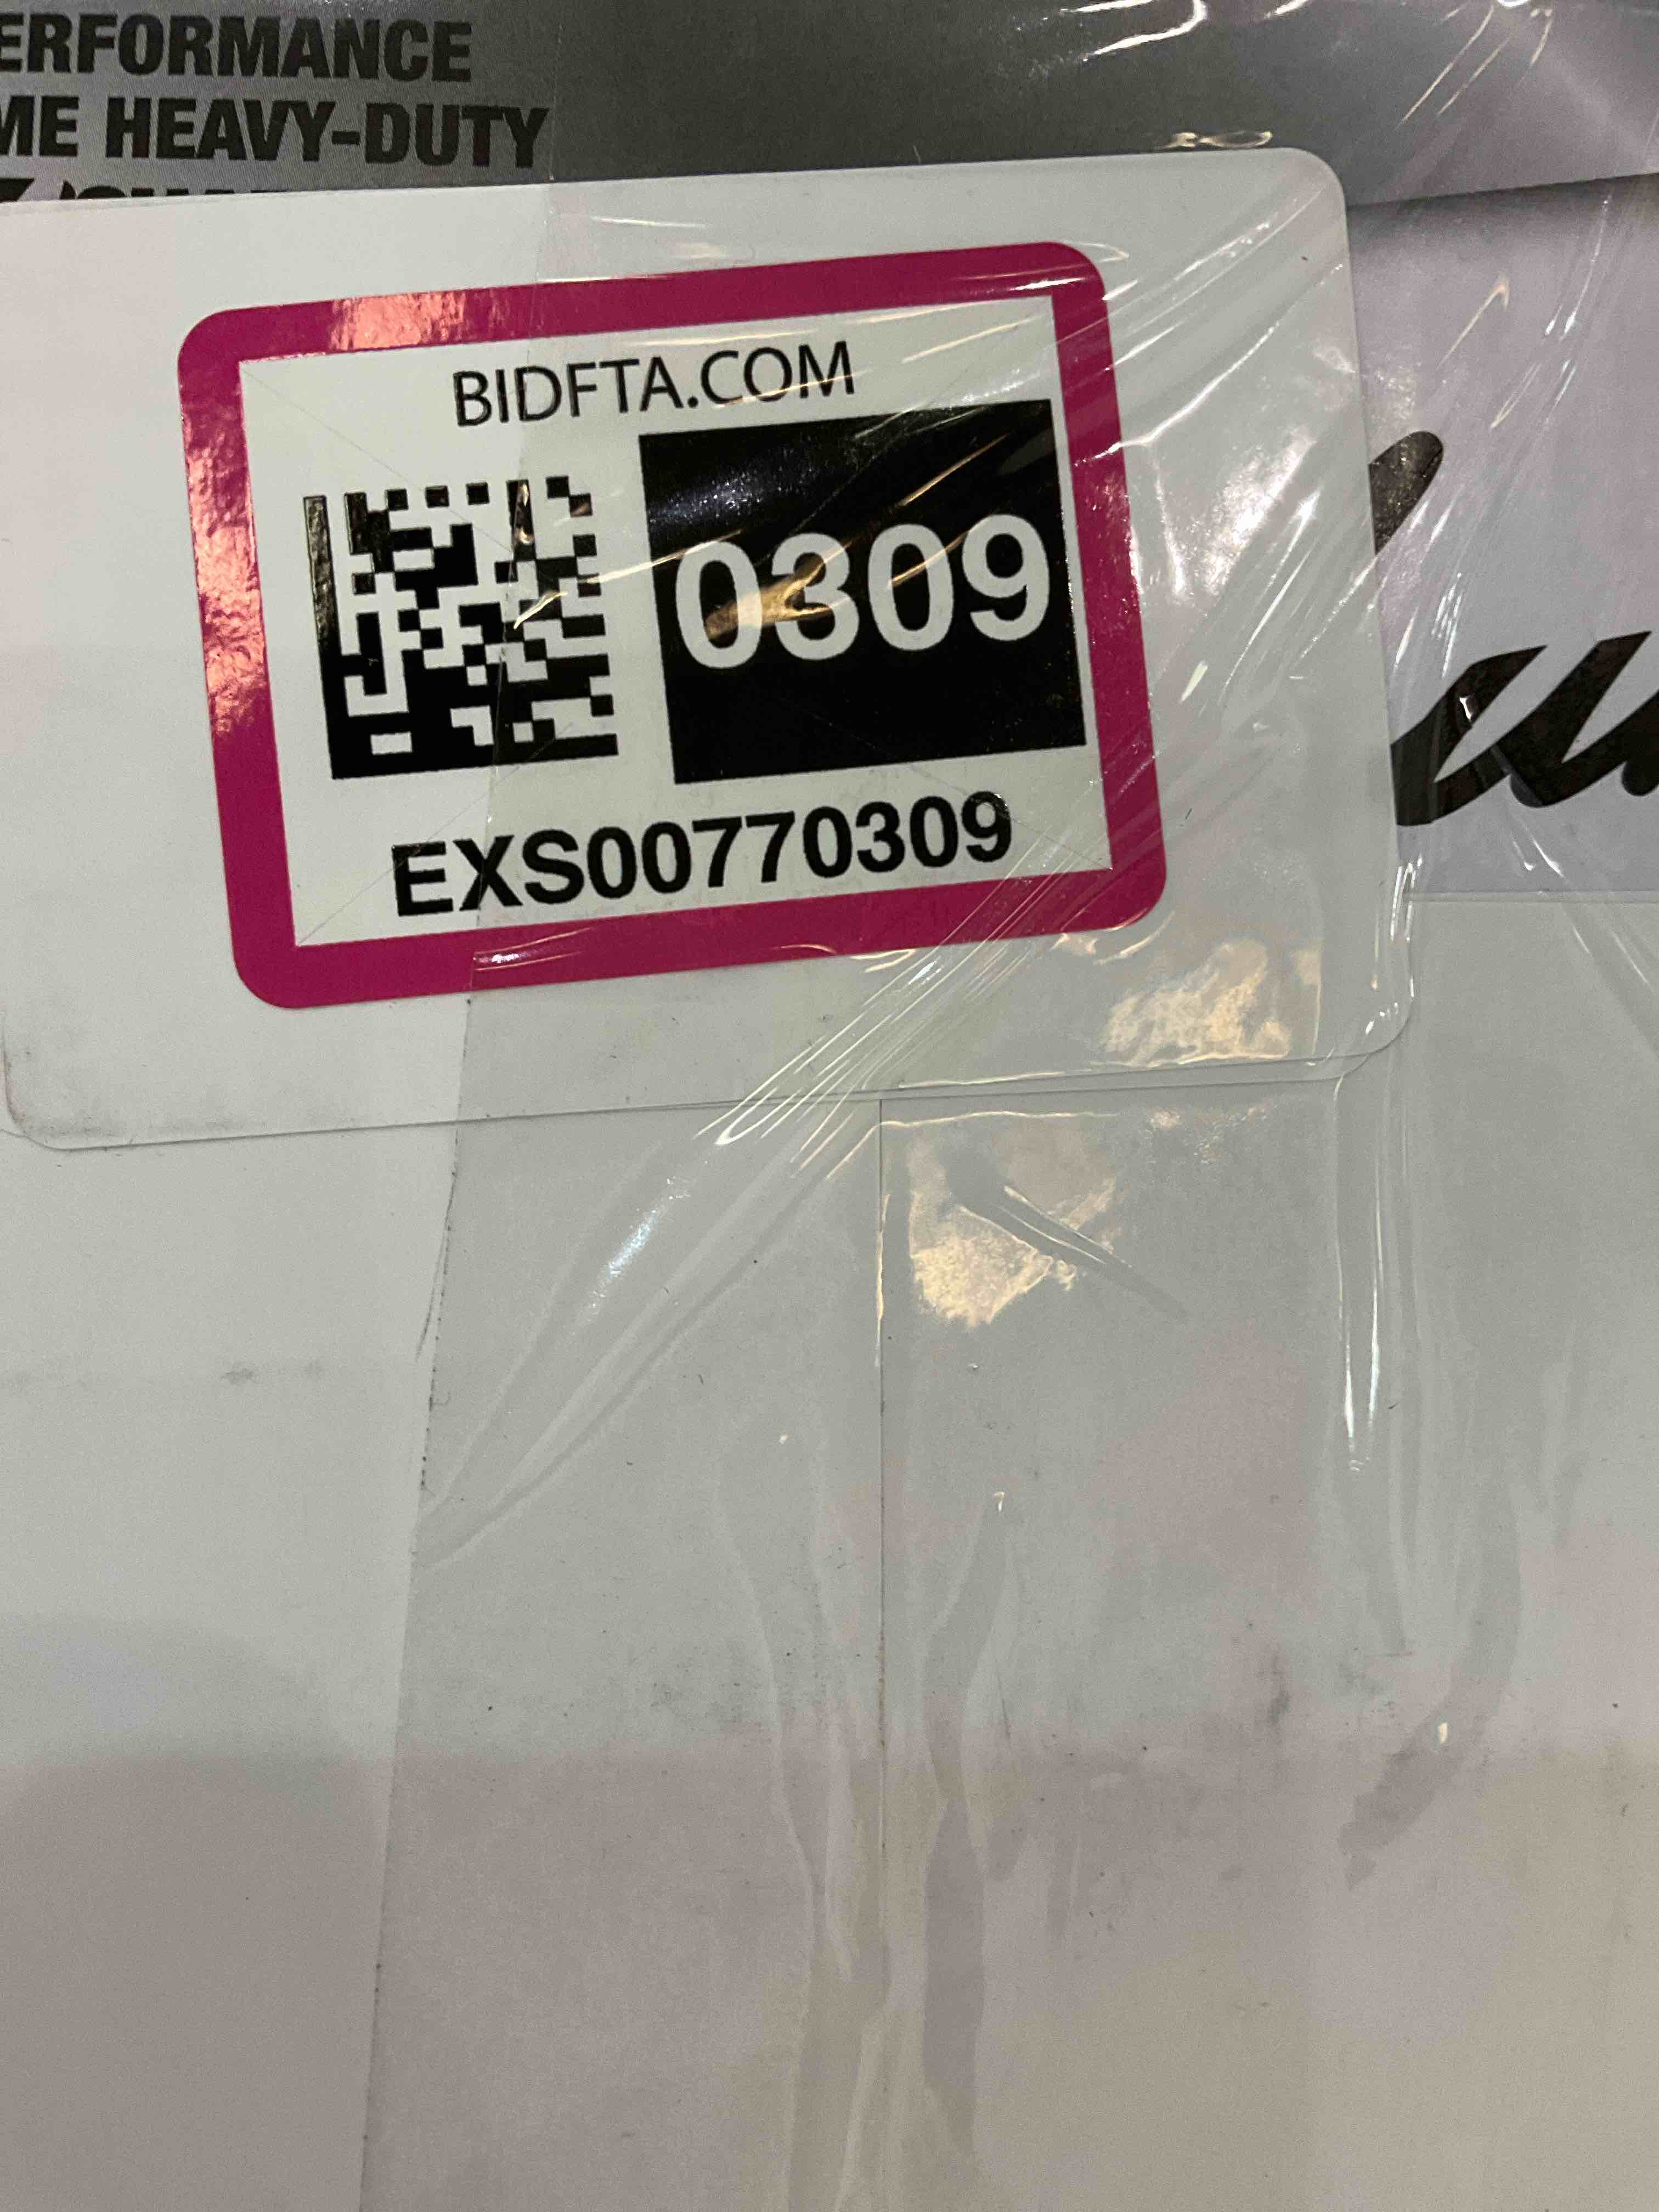 ERFORMANCE
ME HEAVY-DUTY
BIDFTA.COM
0309
EXS00770309